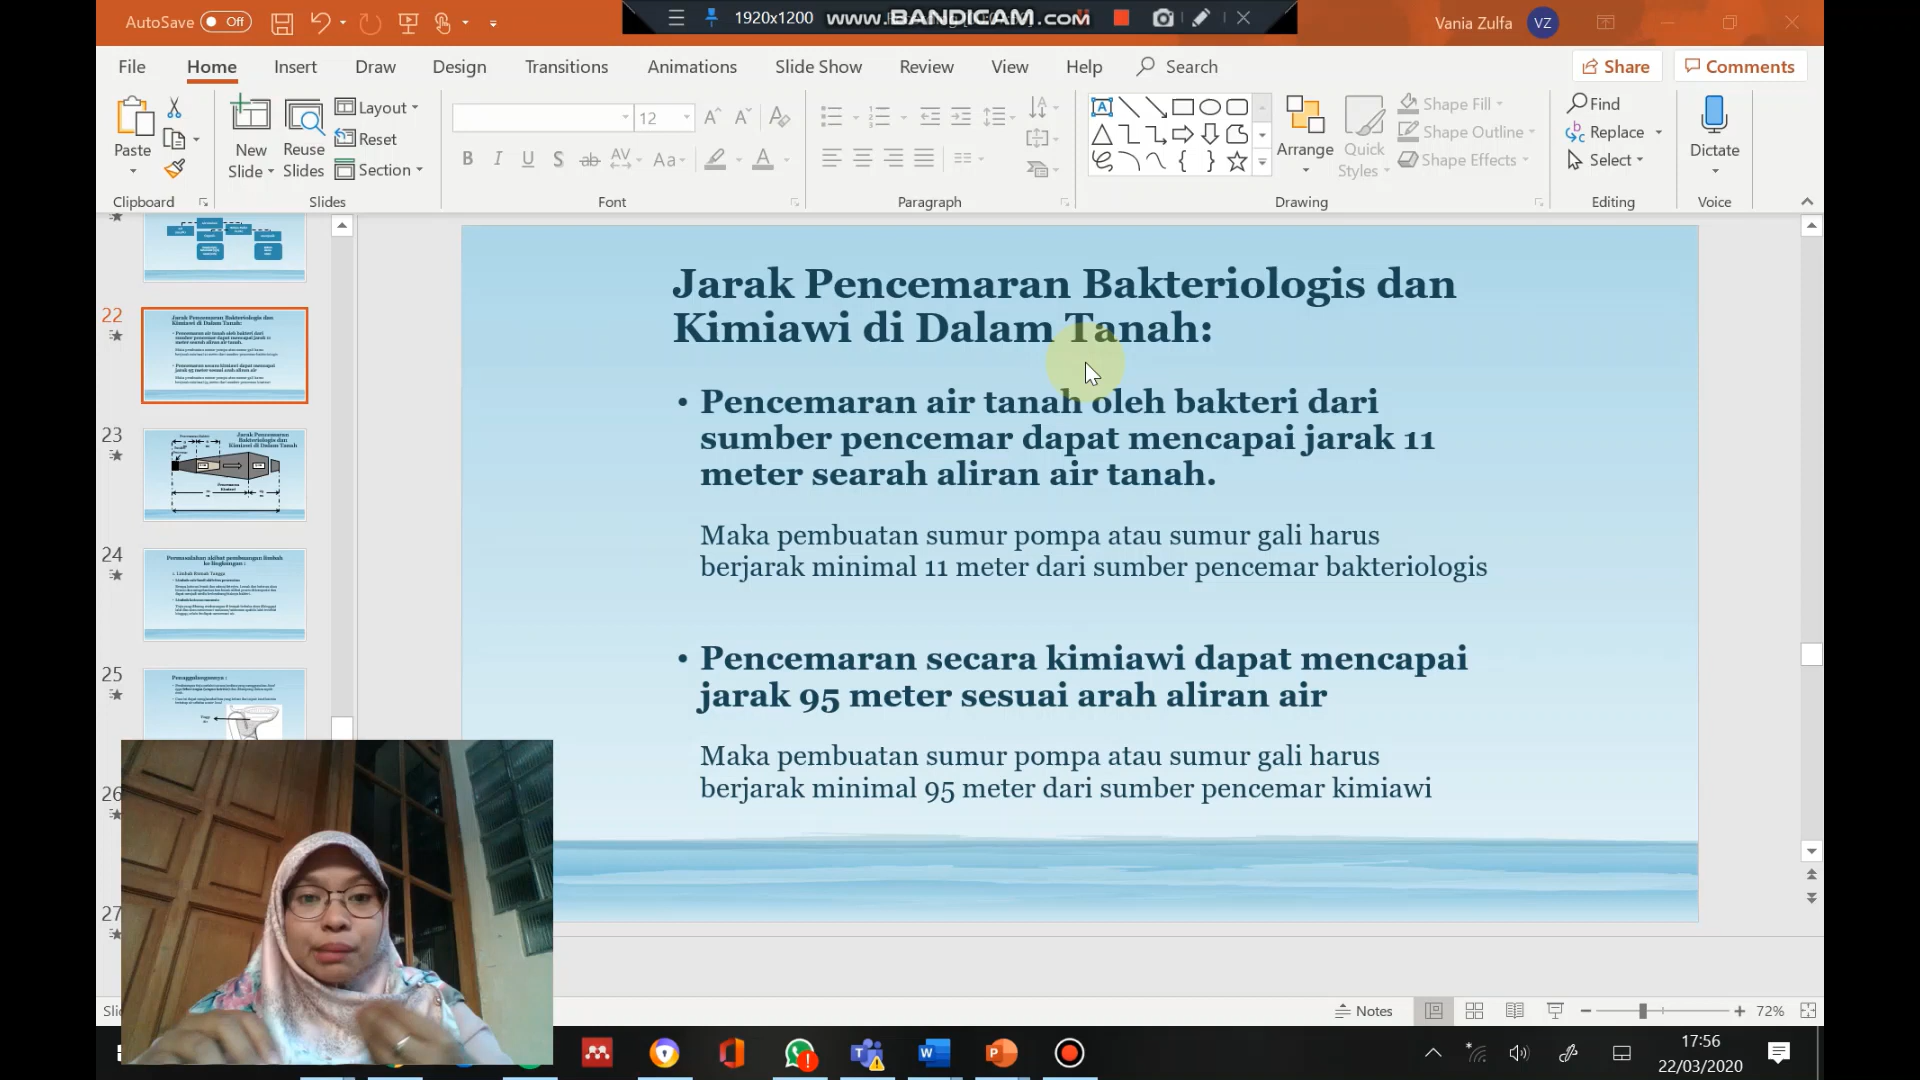 AutoSave Off
1920x1200 www.BANDICAM.com
Vania Zulfa VZ
File Home Insert Draw Design Transitions Animations Slide Show Review View Help Search
Share Comments
Paste
New Slide
Reuse Slides
Layout
Reset
Section
12
B I U S ab AV Aa A
Arrange
Quick Styles
Shape Fill
Shape Outline
Shape Effects
Find
Replace
Select
Dictate
Clipboard Slides Font Paragraph Drawing Editing Voice
22
23
24
25
26
27
Jarak Pencemaran Bakteriologis dan
Kimiawi di Dalam Tanah:
• Pencemaran air tanah oleh bakteri dari
sumber pencemar dapat mencapai jarak 11
meter searah aliran air tanah.
Maka pembuatan sumur pompa atau sumur gali harus
berjarak minimal 11 meter dari sumber pencemar bakteriologis
• Pencemaran secara kimiawi dapat mencapai
jarak 95 meter sesuai arah aliran air
Maka pembuatan sumur pompa atau sumur gali harus
berjarak minimal 95 meter dari sumber pencemar kimiawi
Notes
72%
17:56
22/03/2020